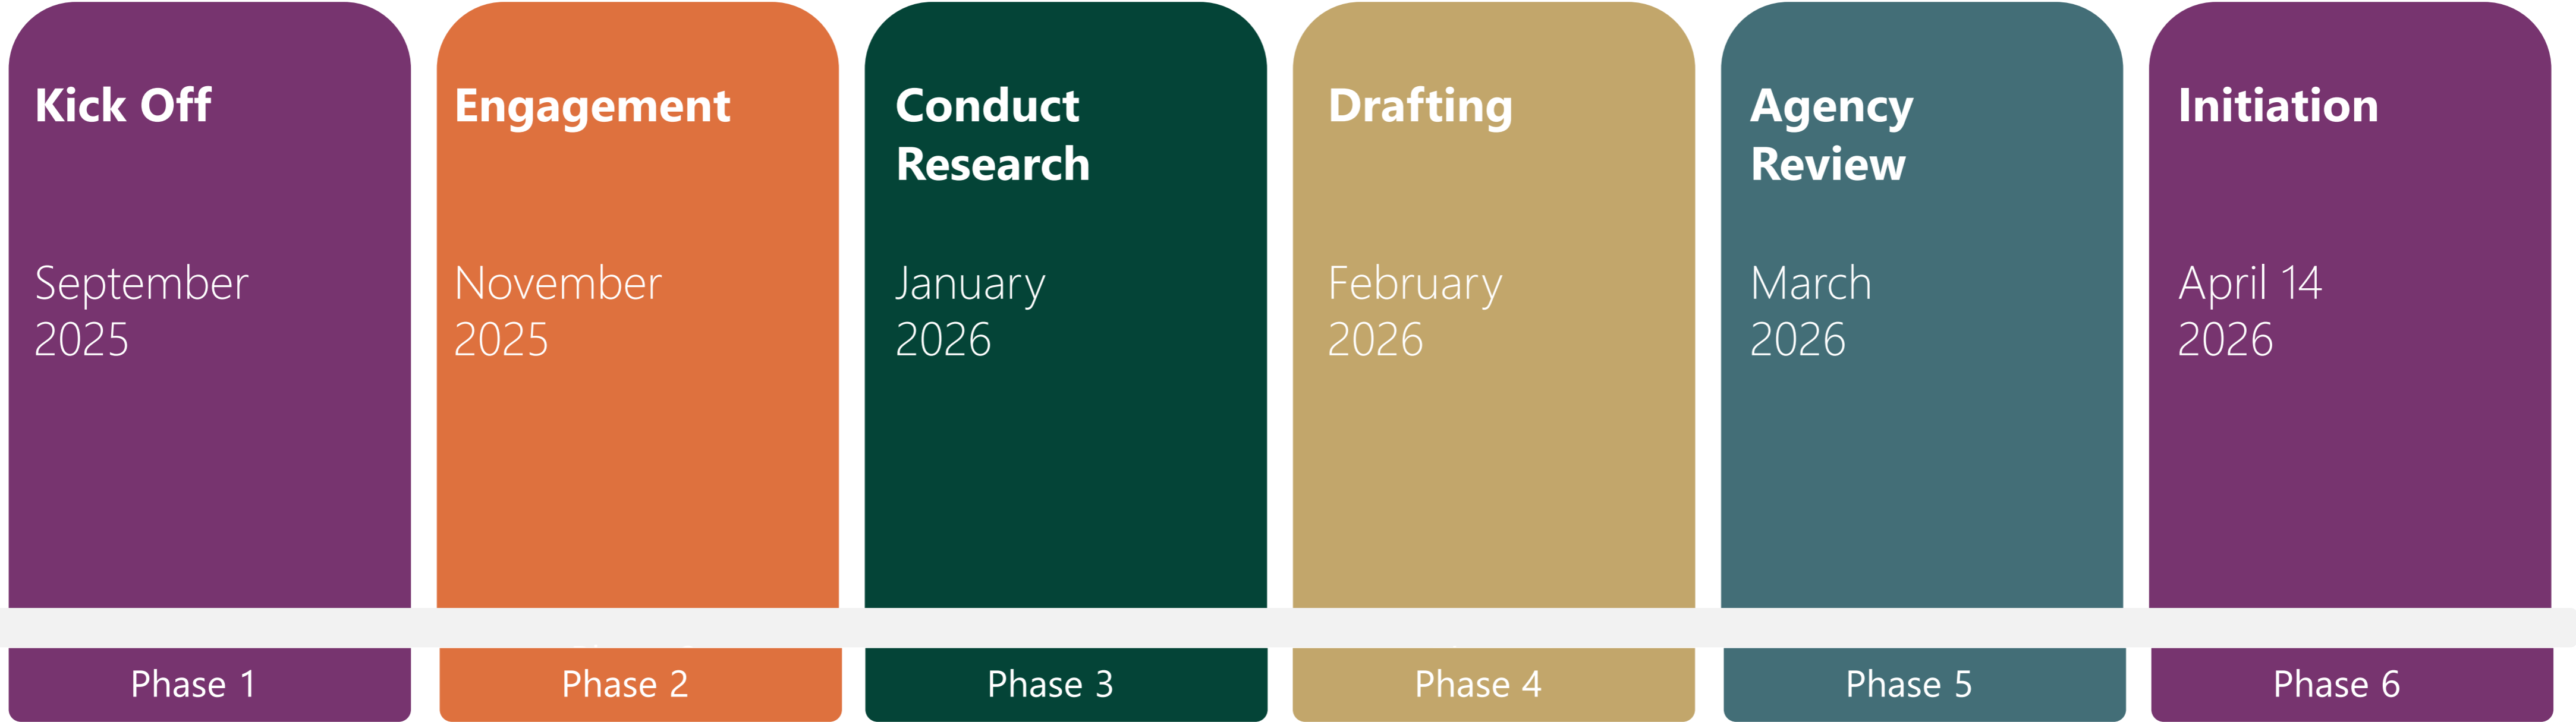 Kick Off
September
2025
Phase 1
Engagement
November
2025
Phase 2
Conduct
Research
January
2026
Phase 3
Drafting
February
2026
Phase 4
Agency
Review
March
2026
Phase 5
Initiation
April 14
2026
Phase 6